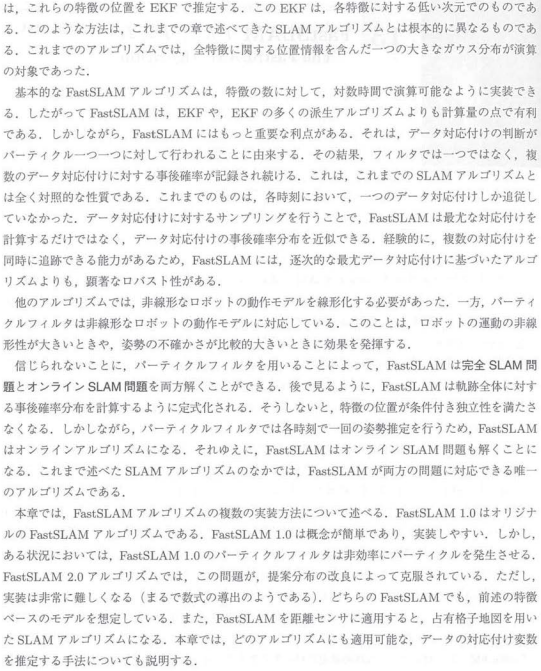 は，これらの特徴の位置を EKF で推定する．この EKF は，各特徴に対する低い次元でのものであ
る．このような方法は，これまでの章で述べてきた SLAM アルゴリズムとは根本的に異なるものであ
る．これまでのアルゴリズムでは，全特徴に関する位置情報を含んだ一つの大きなガウス分布が演算
の対象であった．
基本的な FastSLAM アルゴリズムは，特徴の数に対して，対数時間で演算可能なように実装でき
る．したがって FastSLAM は，EKF や，EKF の多くの派生アルゴリズムよりも計算量の点で有利
である．しかしながら，FastSLAM にはもっと重要な利点がある．それは，データ対応付けの判断が
パーティクル一つ一つに対して行われることに由来する．その結果，フィルタでは一つではなく，複
数のデータ対応付けに対する事後確率が記録され続ける．これは，これまでの SLAM アルゴリズムと
は全く対照的な性質である．これまでのものは，各時刻において，一つのデータ対応付けしか追従し
ていなかった．データ対応付けに対するサンプリングを行うことで，FastSLAM は最尤な対応付けを
計算するだけではなく，データ対応付けの事後確率分布を近似できる．経験的に，複数の対応付けを
同時に追跡できる能力があるため，FastSLAM には，逐次的な最尤データ対応付けに基づいたアルゴ
リズムよりも，顕著なロバスト性がある．
他のアルゴリズムでは，非線形なロボットの動作モデルを線形化する必要があった．一方，パーティ
クルフィルタは非線形なロボットの動作モデルに対応している．このことは，ロボットの運動の非線
形性が大きいときや，姿勢の不確かさが比較的大きいときに効果を発揮する．
信じられないことに，パーティクルフィルタを用いることによって，FastSLAM は完全 SLAM 問
題とオンライン SLAM 問題を両方解くことができる．後で見るように，FastSLAM は軌跡全体に対す
る事後確率分布を計算するように定式化される．そうしないと，特徴の位置が条件付き独立性を満たさ
なくなる．しかしながら，パーティクルフィルタでは各時刻で一回の姿勢推定を行うため，FastSLAM
はオンラインアルゴリズムになる．それゆえに，FastSLAM はオンライン SLAM 問題も解くことに
なる．これまで述べた SLAM アルゴリズムのなかでは，FastSLAM が両方の問題に対応できる唯一
のアルゴリズムである．
本章では，FastSLAM アルゴリズムの複数の実装方法について述べる．FastSLAM 1.0 はオリジナ
ルの FastSLAM アルゴリズムである．FastSLAM 1.0 は概念が簡単であり，実装しやすい．しかし，
ある状況においては，FastSLAM 1.0 のパーティクルフィルタは非効率にパーティクルを発生させる．
FastSLAM 2.0 アルゴリズムでは，この問題が，提案分布の改良によって克服されている．ただし，
実装は非常に難しくなる（まるで数式の導出のようである）．どちらの FastSLAM でも，前述の特徴
ベースのモデルを想定している．また，FastSLAM を距離センサに適用すると，占有格子地図を用い
た SLAM アルゴリズムになる．本章では，どのアルゴリズムにも適用可能な，データの対応付け変数
を推定する手法についても説明する．